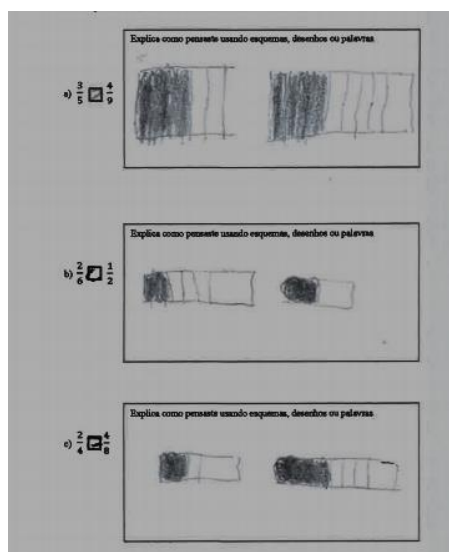 Explica como pensaste usando esquemas, desenhos ou palavras
a) 3/5 4/9
Explica como pensaste usando esquemas, desenhos ou palavras
b) 2/6 1/2
Explica como pensaste usando esquemas, desenhos ou palavras
c) 2/4 4/8